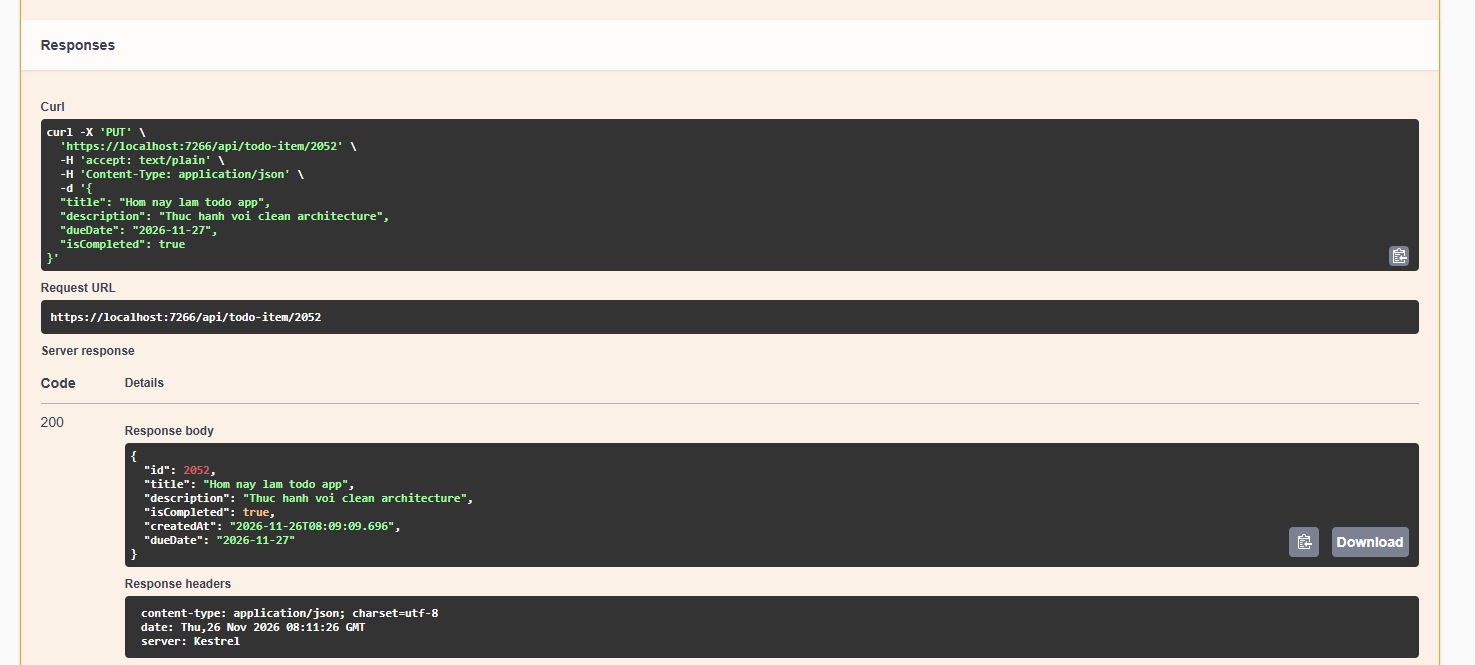 Responses
Curl
curl -X 'PUT' \
  'https://localhost:7266/api/todo-item/2052' \
  -H 'accept: text/plain' \
  -H 'Content-Type: application/json' \
  -d '{
  "title": "Hom nay lam todo app",
  "description": "Thuc hanh voi clean architecture",
  "dueDate": "2026-11-27",
  "isCompleted": true
}'
Request URL
https://localhost:7266/api/todo-item/2052
Server response
Code Details
200
Response body
{
  "id": 2052,
  "title": "Hom nay lam todo app",
  "description": "Thuc hanh voi clean architecture",
  "isCompleted": true,
  "createdAt": "2026-11-26T08:09:09.696",
  "dueDate": "2026-11-27"
}
Download
Response headers
content-type: application/json; charset=utf-8
date: Thu,26 Nov 2026 08:11:26 GMT
server: Kestrel